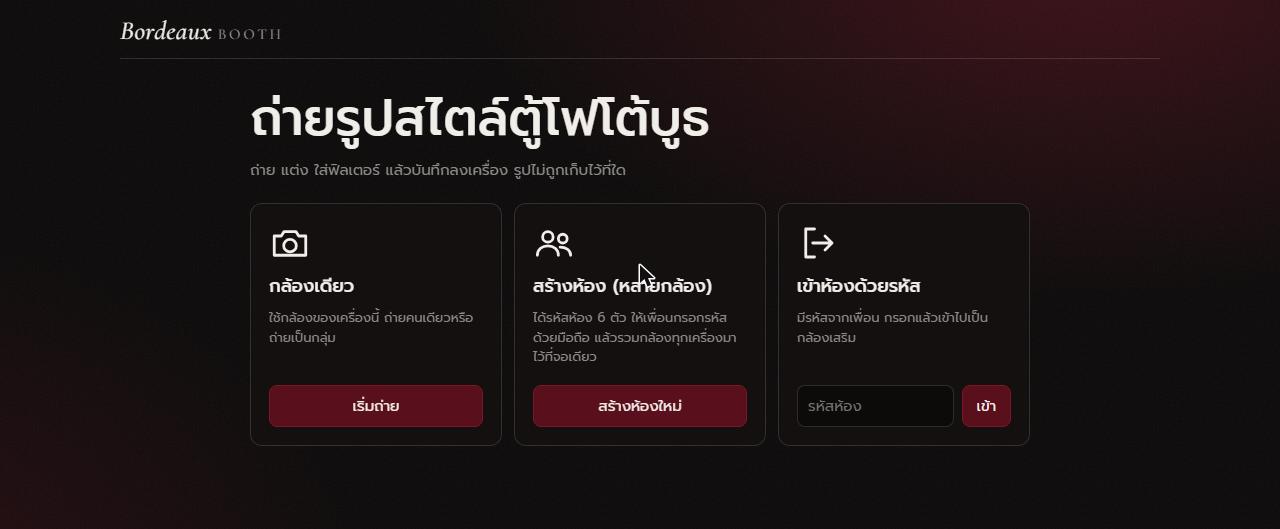 Bordeaux BOOTH
ถ่ายรูปสไตล์ตู้โฟโต้บูธ
ถ่าย แต่ง ใส่ฟิลเตอร์ แล้วบันทึกลงเครื่อง รูปไม่ถูกเก็บไว้ที่ใด
กล้องเดียว
ใช้กล้องของเครื่องนี้ ถ่ายคนเดียวหรือ
ถ่ายเป็นกลุ่ม
เริ่มถ่าย
สร้างห้อง (หลายกล้อง)
ได้รหัสห้อง 6 ตัว ให้เพื่อนกรอกรหัส
ด้วยมือถือ แล้วรวมกล้องทุกเครื่องมา
ไว้ที่จอเดียว
สร้างห้องใหม่
เข้าห้องด้วยรหัส
มีรหัสจากเพื่อน กรอกแล้วเข้าไปเป็น
กล้องเสริม
รหัสห้อง
เข้า